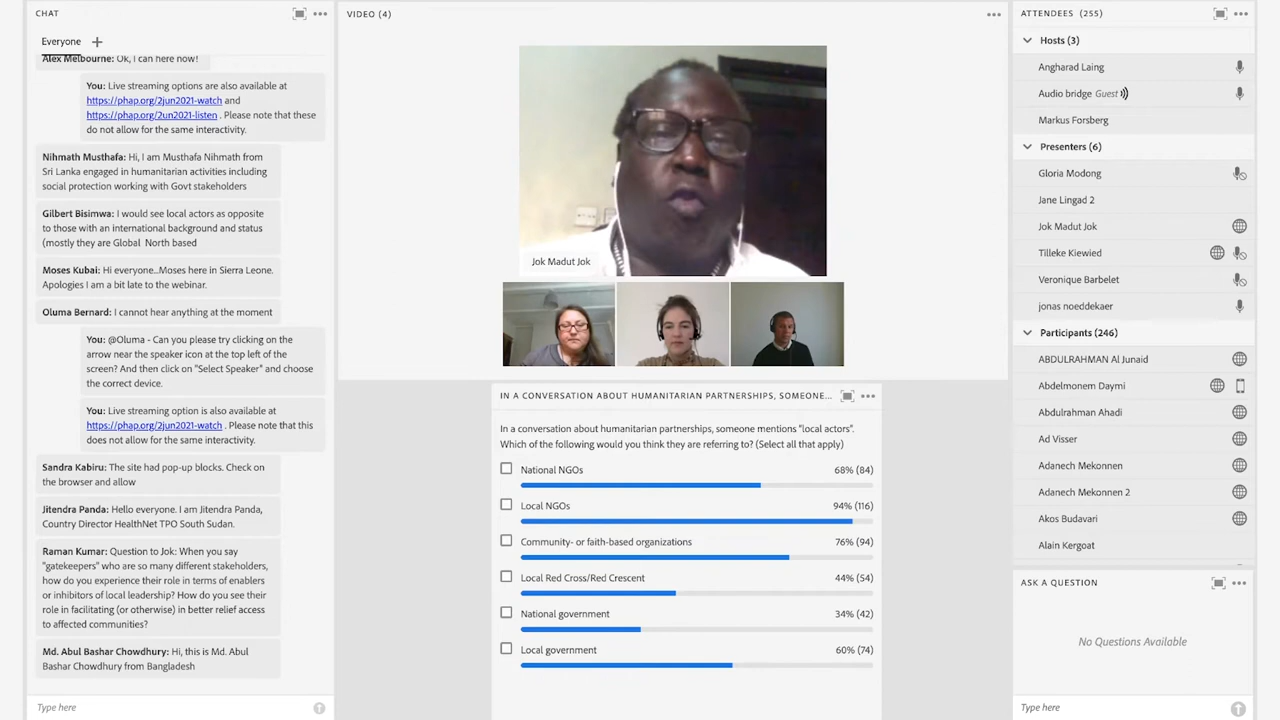 CHAT
Everyone
Alex Melbourne: Ok, I can here now!
You: Live streaming options are also available at
https://phap.org/2jun2021-watch and
https://phap.org/2un2021-listen . Please note that these
do not allow for the same interactivity.
Nihmath Musthafa: Hi, I am Musthafa Nihmath from
Sri Lanka engaged in humanitarian activities including
social protection working with Govt stakeholders
Gilbert Bisimwa: I would see local actors as opposite
to those with an international background and status
(mostly they are Global North based
Moses Kubai: Hi everyone...Moses here in Sierra Leone.
Apologies I am a bit late to the webinar.
Oluma Bernard: I cannot hear anything at the moment
You: @Oluma - Can you please try clicking on the
arrow near the speaker icon at the top left of the
screen? And then click on "Select Speaker" and choose
the correct device.
You: Live streaming option is also available at
https://phap.org/2jun2021-watch . Please note that this
does not allow for the same interactivity.
Sandra Kabiru: The site had pop-up blocks. Check on
the browser and allow
Jitendra Panda: Hello everyone. I am Jitendra Panda,
Country Director HealthNet TPO South Sudan.
Raman Kumar: Question to Jok: When you say
"gatekeepers" who are so many different stakeholders,
how do you experience their role in terms of enablers
or inhibitors of local leadership? How do you see their
role in facilitating (or otherwise) in better relief access
to affected communities?
Md. Abul Bashar Chowdhury: Hi, this is Md. Abul
Bashar Chowdhury from Bangladesh
Type here
VIDEO (4)
Jok Madut Jok
IN A CONVERSATION ABOUT HUMANITARIAN PARTNERSHIPS, SOMEONE...
In a conversation about humanitarian partnerships, someone mentions "local actors".
Which of the following would you think they are referring to? (Select all that apply)
National NGOs 68% (84)
Local NGOs 94% (116)
Community- or faith-based organizations 76% (94)
Local Red Cross/Red Crescent 44% (54)
National government 34% (42)
Local government 60% (74)
ATTENDEES (255)
Hosts (3)
Angharad Laing
Audio bridge Guest
Markus Forsberg
Presenters (6)
Gloria Modong
Jane Lingad 2
Jok Madut Jok
Tilleke Kiewied
Veronique Barbelet
jonas noeddekaer
Participants (246)
ABDULRAHMAN Al Junaid
Abdelmonem Daymi
Abdulrahman Ahadi
Ad Visser
Adanech Mekonnen
Adanech Mekonnen 2
Akos Budavari
Alain Kergoat
ASK A QUESTION
No Questions Available
Type here